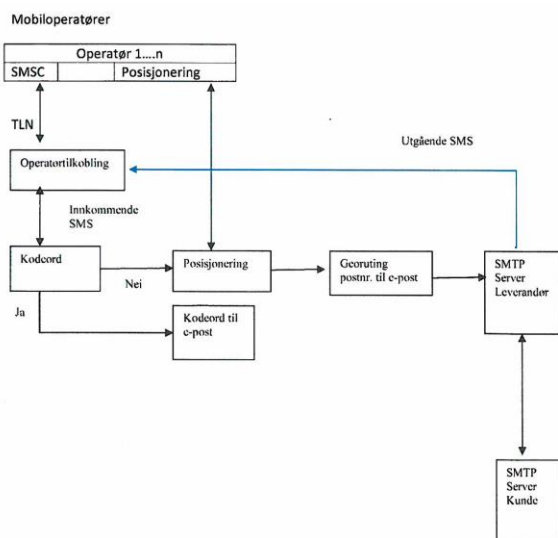 Mobiloperatører
Operatør 1....n
SMSC
Posisjonering
TLN
Utgående SMS
Operatortilkobling
Innkommende
SMS
Kodeord
Nei
Posisjonering
Georuting
postnr. til e-post
SMTP
Server
Leverandør
Ja
Kodeord til
e-post
SMTP
Server
Kunde